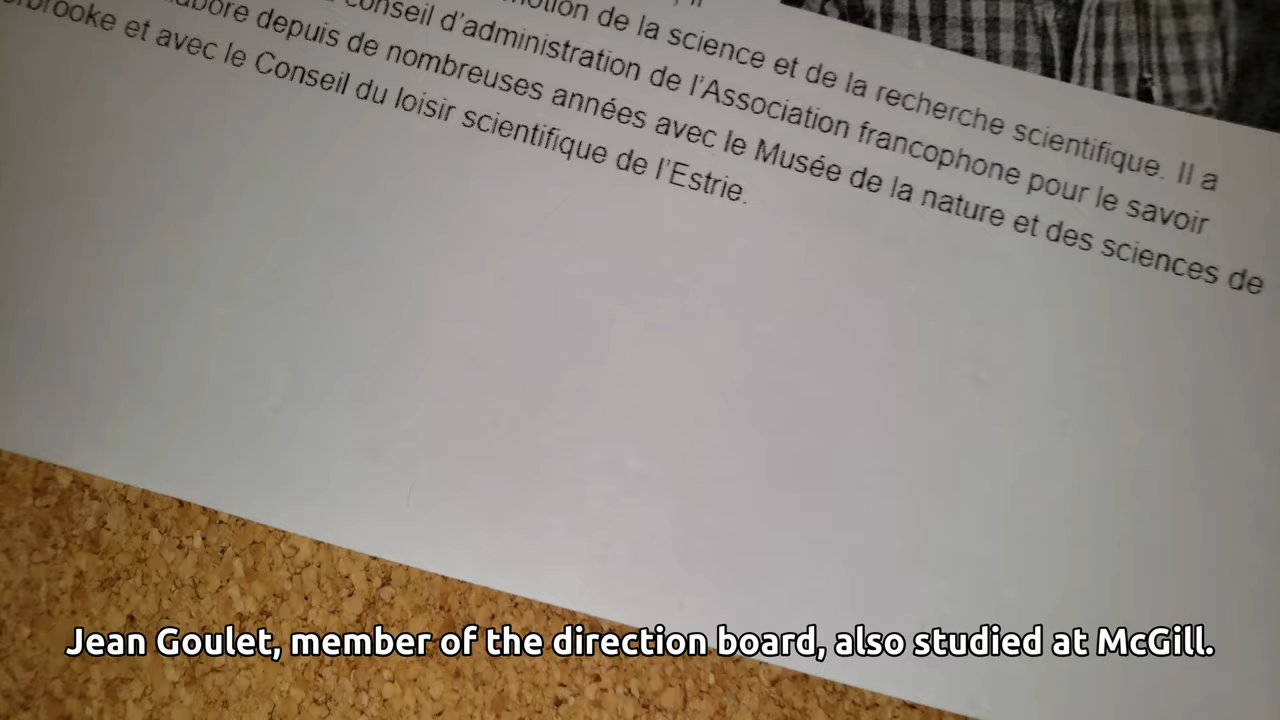 de la science et de la recherche scientifique. Il a
conseil d'administration de l'Association francophone pour le savoir
depuis de nombreuses années avec le Musée de la nature et des sciences de
et avec le Conseil du loisir scientifique de l'Estrie.
Jean Goulet, member of the direction board, also studied at McGill.